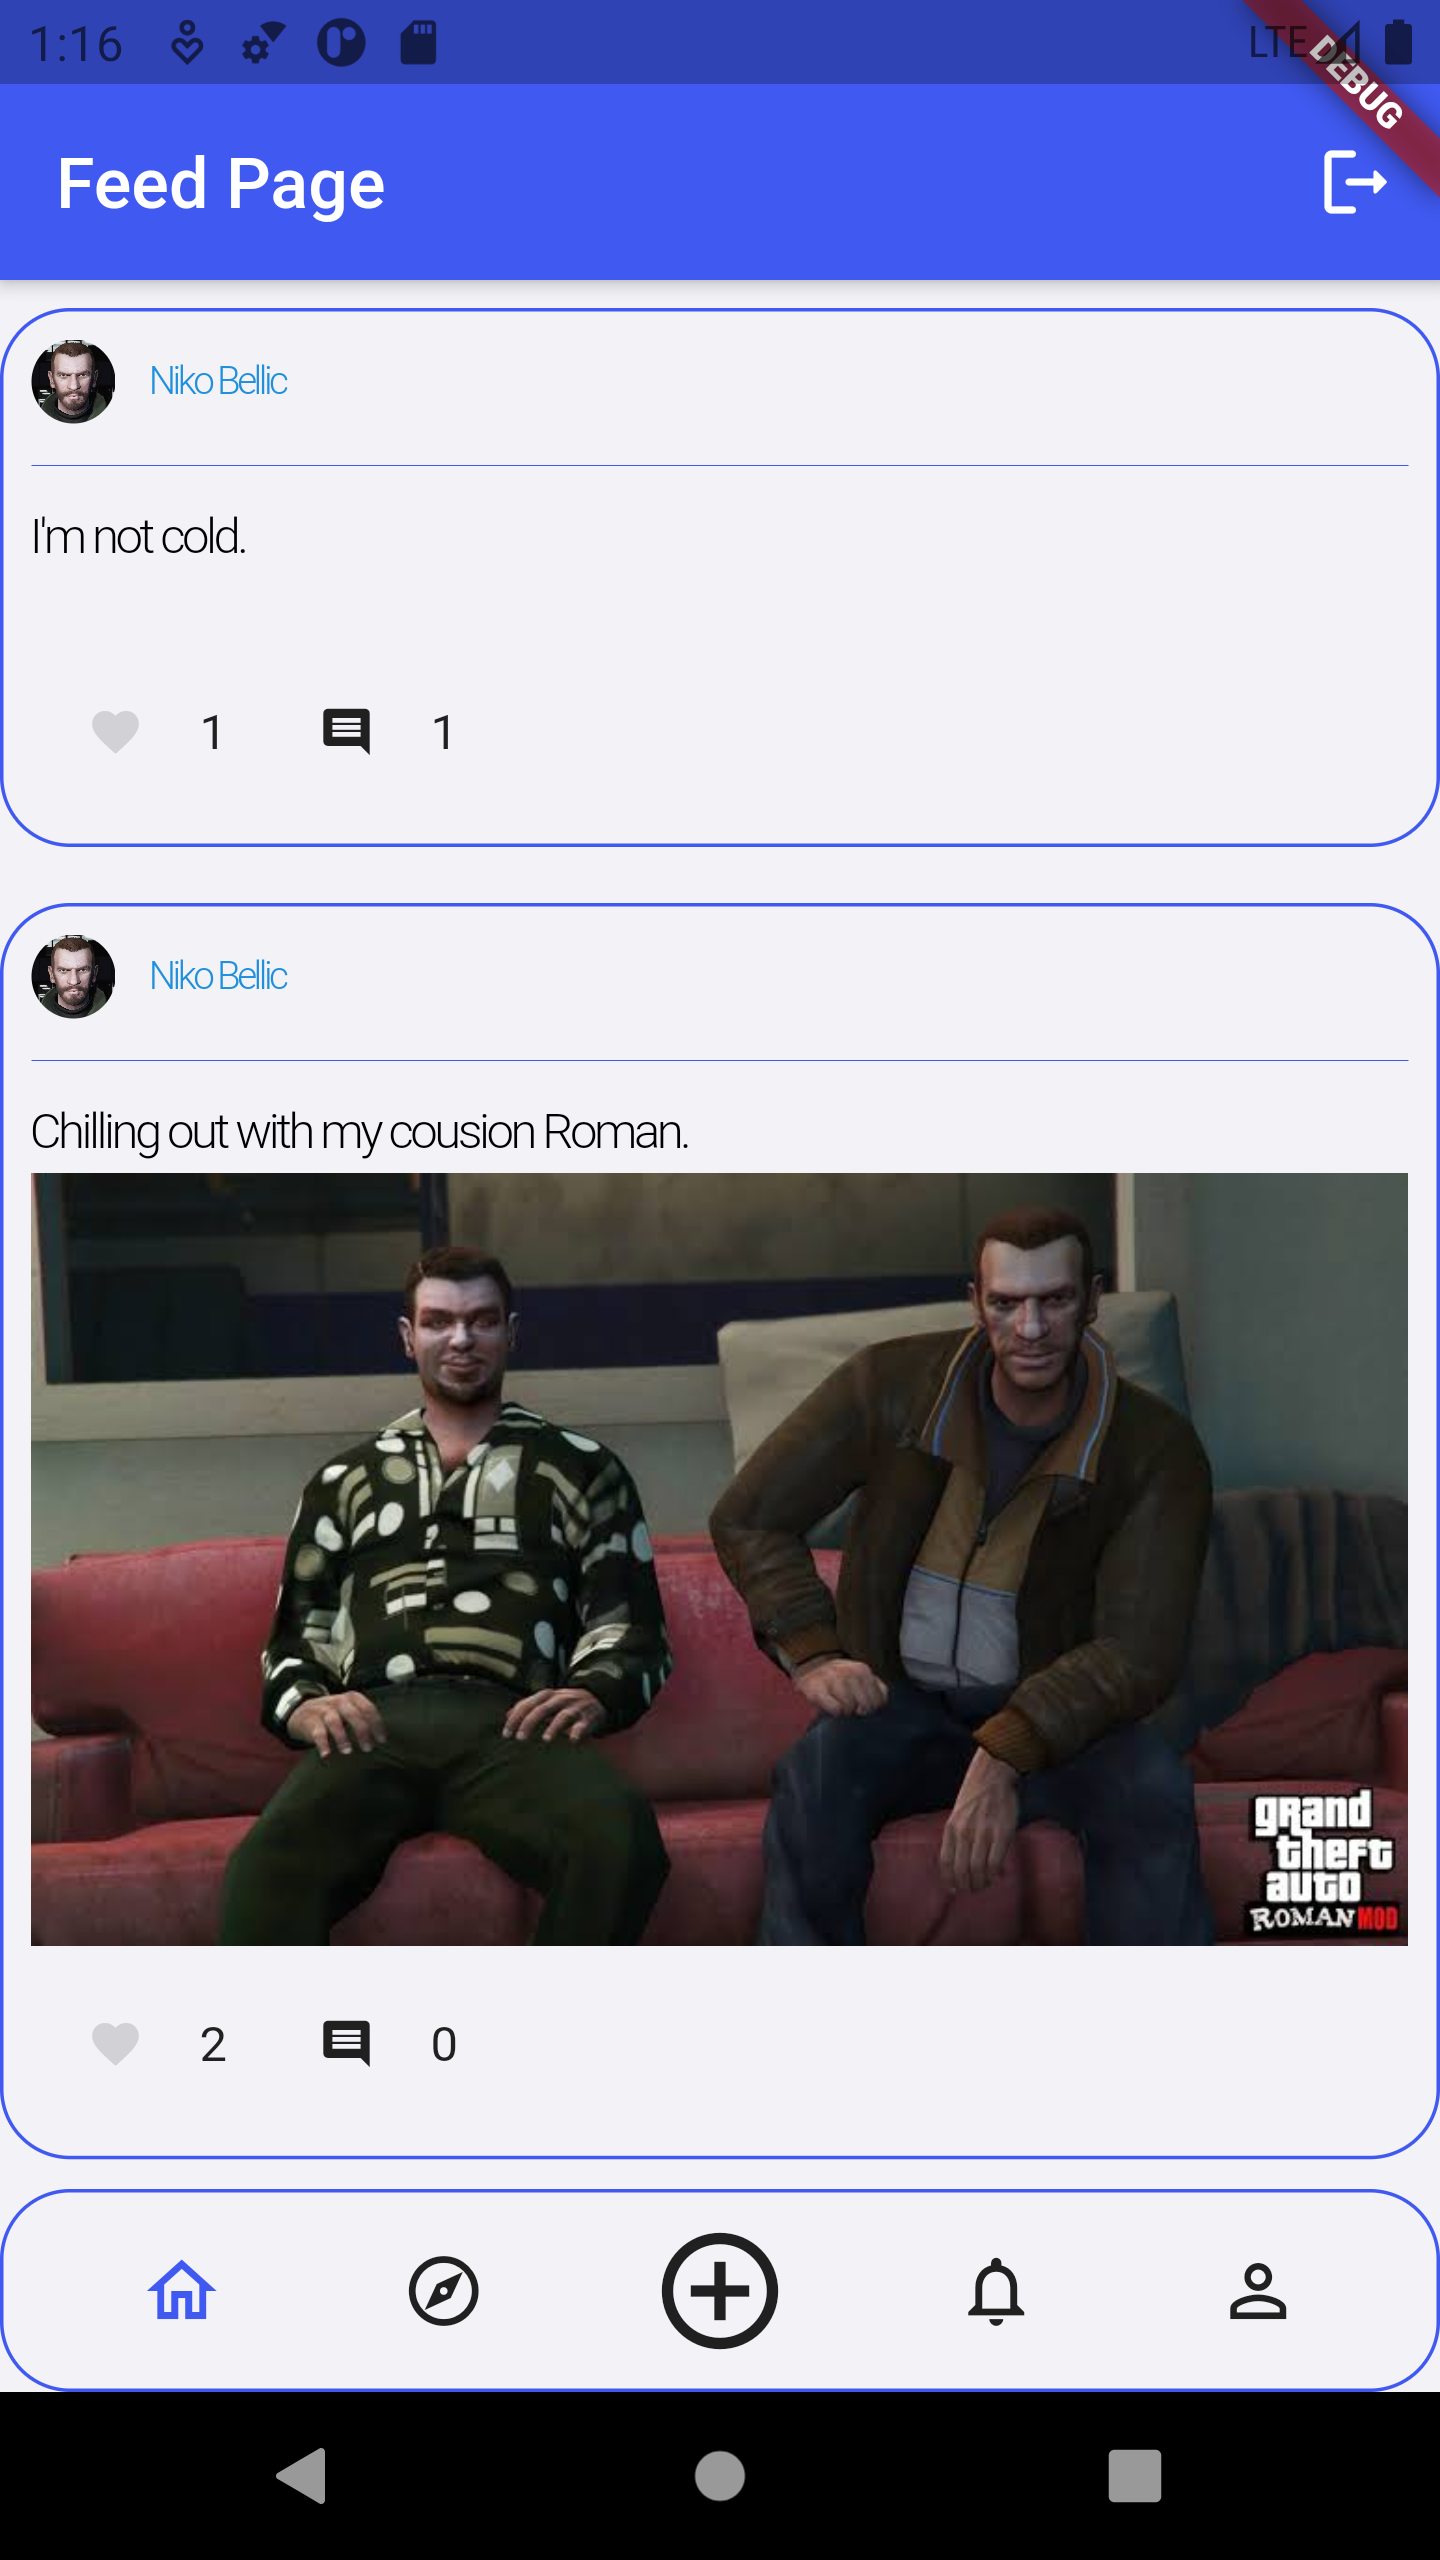 1:16
LTE
DEBUG
Feed Page
Niko Bellic
I'm not cold.
1
1
Niko Bellic
Chilling out with my cousion Roman.
grand
theft
auto
ROMAN MOD
2
0